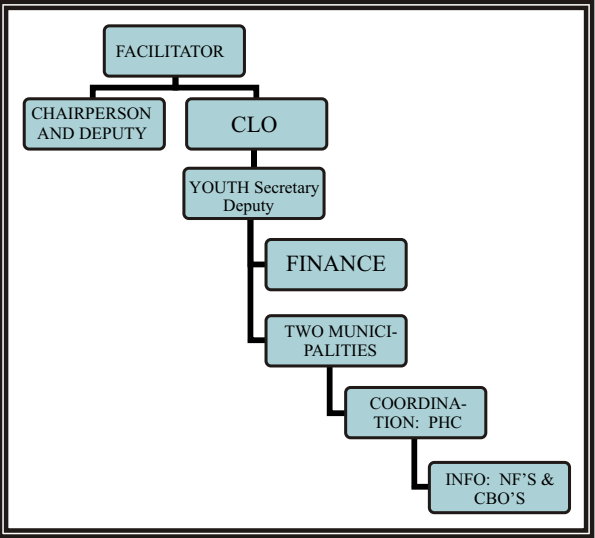 FACILITATOR
CHAIRPERSON
AND DEPUTY
CLO
YOUTH Secretary
Deputy
FINANCE
TWO MUNICI-
PALITIES
COORDINA-
TION: PHC
INFO: NF'S &
CBO'S